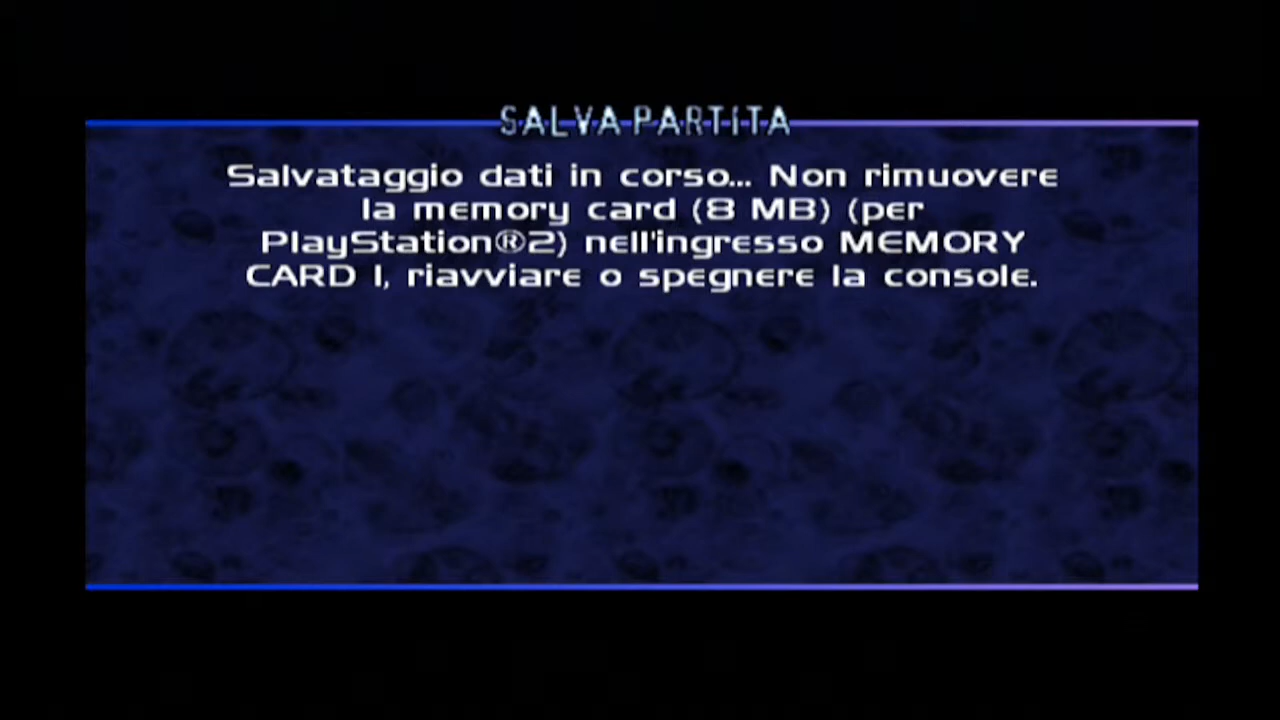 SALVA PARTITA
Salvataggio dati in corso... Non rimuovere
la memory card (8 MB) (per
PlayStation®2) nell'ingresso MEMORY
CARD 1, riavviare o spegnere la console.